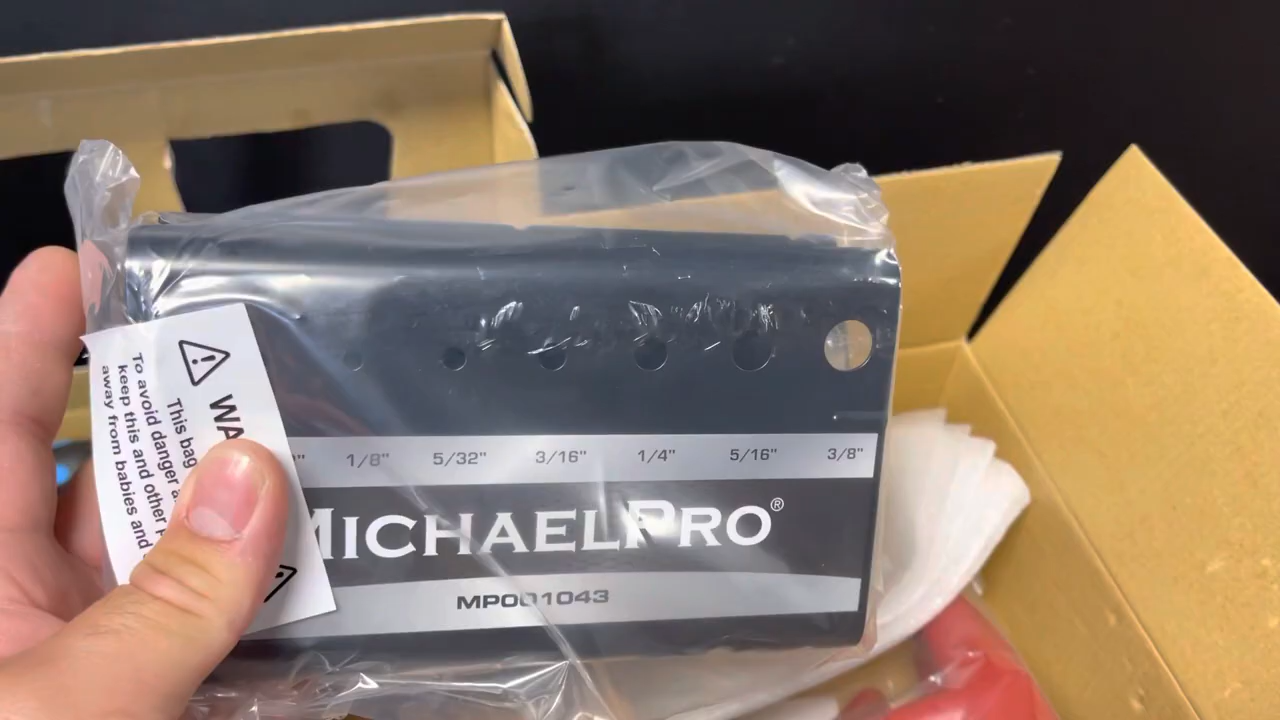 1/8" 5/32" 3/16" 1/4" 5/16" 3/8"
MICHAELPRO®
MP001043
This bag
To avoid danger
keep this and other
away from babies and